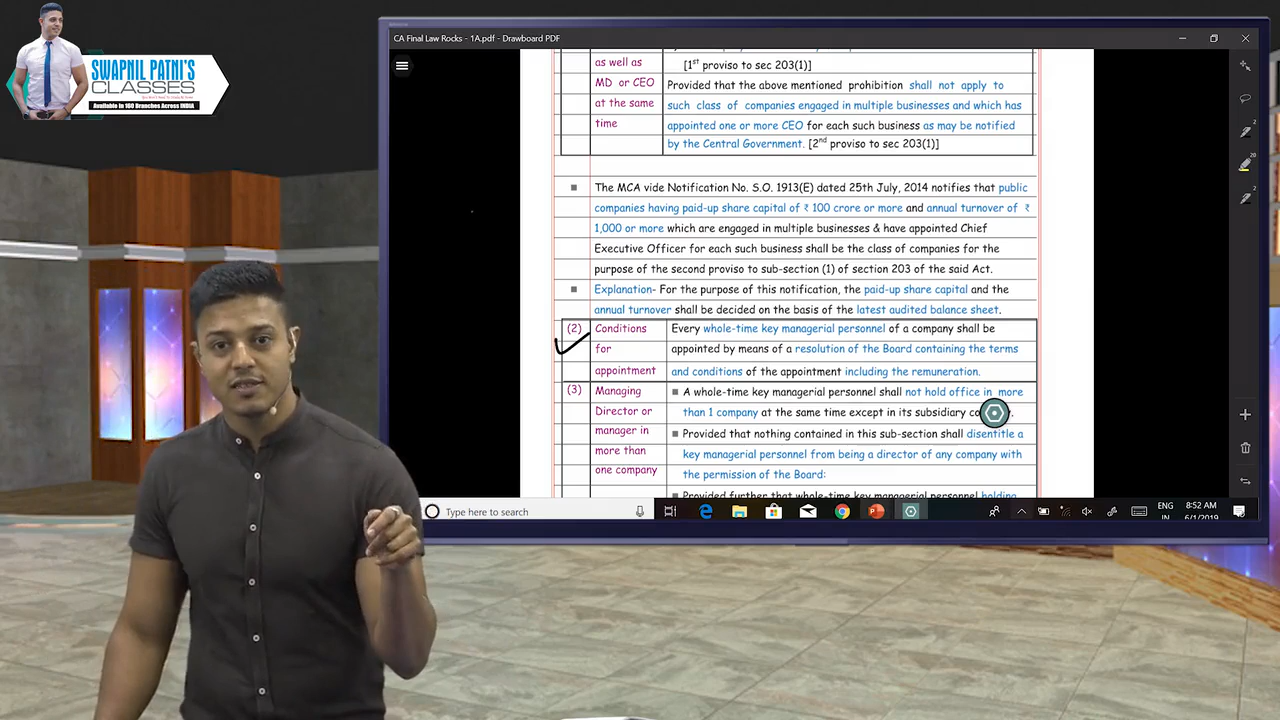 SWAPNIL PATNI'S
CLASSES
Available in 160 Branches Across INDIA
CA Final Law Rocks - 1A.pdf - Drawboard PDF
as well as
MD or CEO
at the same
time
[1st proviso to sec 203(1)]
Provided that the above mentioned prohibition shall not apply to
such class of companies engaged in multiple businesses and which has
appointed one or more CEO for each such business as may be notified
by the Central Government. [2nd proviso to sec 203(1)]
■ The MCA vide Notification No. S.O. 1913(E) dated 25th July, 2014 notifies that public
companies having paid-up share capital of ₹ 100 crore or more and annual turnover of ₹
1,000 or more which are engaged in multiple businesses & have appointed Chief
Executive Officer for each such business shall be the class of companies for the
purpose of the second proviso to sub-section (1) of section 203 of the said Act.
■ Explanation- For the purpose of this notification, the paid-up share capital and the
annual turnover shall be decided on the basis of the latest audited balance sheet.
(2) Conditions
for
appointment
Every whole-time key managerial personnel of a company shall be
appointed by means of a resolution of the Board containing the terms
and conditions of the appointment including the remuneration.
(3) Managing
Director or
manager in
more than
one company
■ A whole-time key managerial personnel shall not hold office in more
than 1 company at the same time except in its subsidiary
■ Provided that nothing contained in this sub-section shall disentitle a
key managerial personnel from being a director of any company with
the permission of the Board:
■ Provided further that whole-time key managerial personnel holding
Type here to search
ENG
IN
8:52 AM
6/1/2019